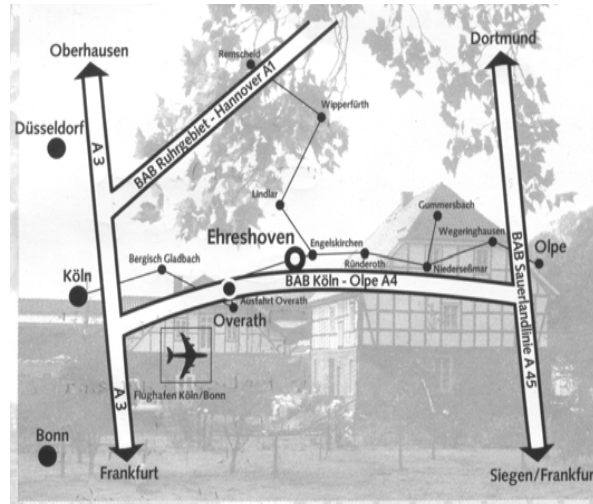 Oberhausen
Dortmund
Remscheid
BAB Ruhrgebiet - Hannover A1
Wipperfürth
Düsseldorf
A 3
Lindlar
Gummersbach
Ehreshoven
Engelskirchen
Wegeringhausen
Olpe
Bergisch Gladbach
Ründeroth
Niederseßmar
Köln
BAB Köln - Olpe A4
BAB Sauerlandlinie A 45
Ausfahrt Overath
Overath
A 3
Flughafen Köln/Bonn
Bonn
Frankfurt
Siegen/Frankfurt